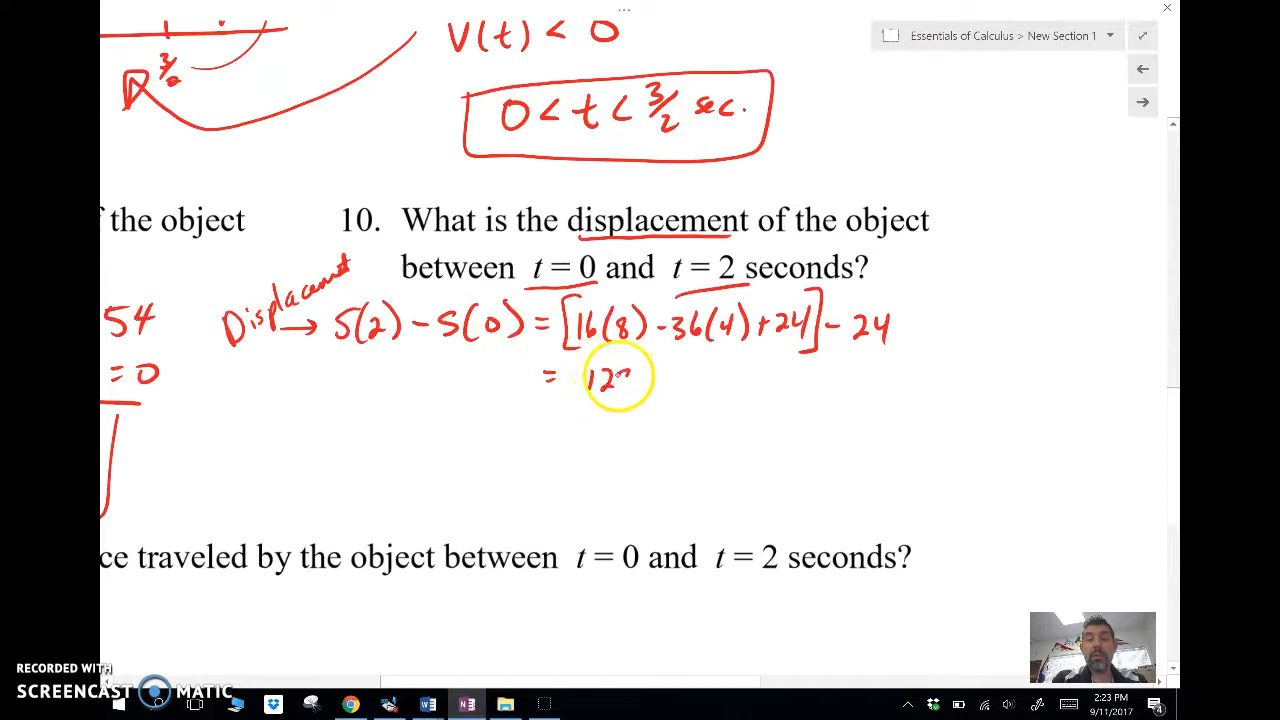 Essentials of Calculus > New Section 1
V(t) < 0
3/2
0 < t < 3/2 sec.
f the object
10. What is the displacement of the object
between t = 0 and t = 2 seconds?
Displacement → S(2) - S(0) = [16(8) - 36(4) + 24] - 24
54
= 0
= 12
ce traveled by the object between t = 0 and t = 2 seconds?
RECORDED WITH
SCREENCAST MATIC
2:23 PM
9/11/2017
4